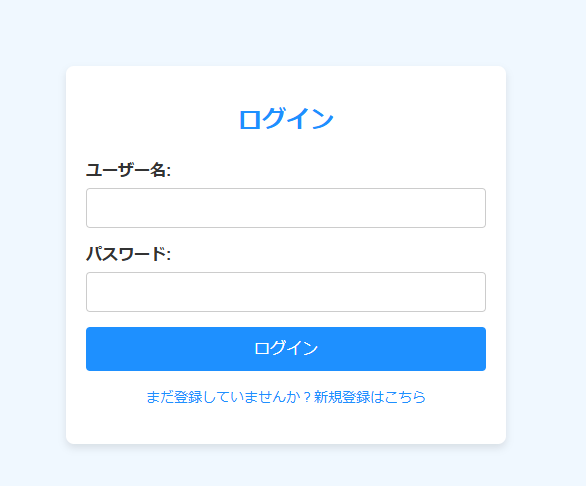 ログイン
ユーザー名:
パスワード:
ログイン
まだ登録していませんか？新規登録はこちら